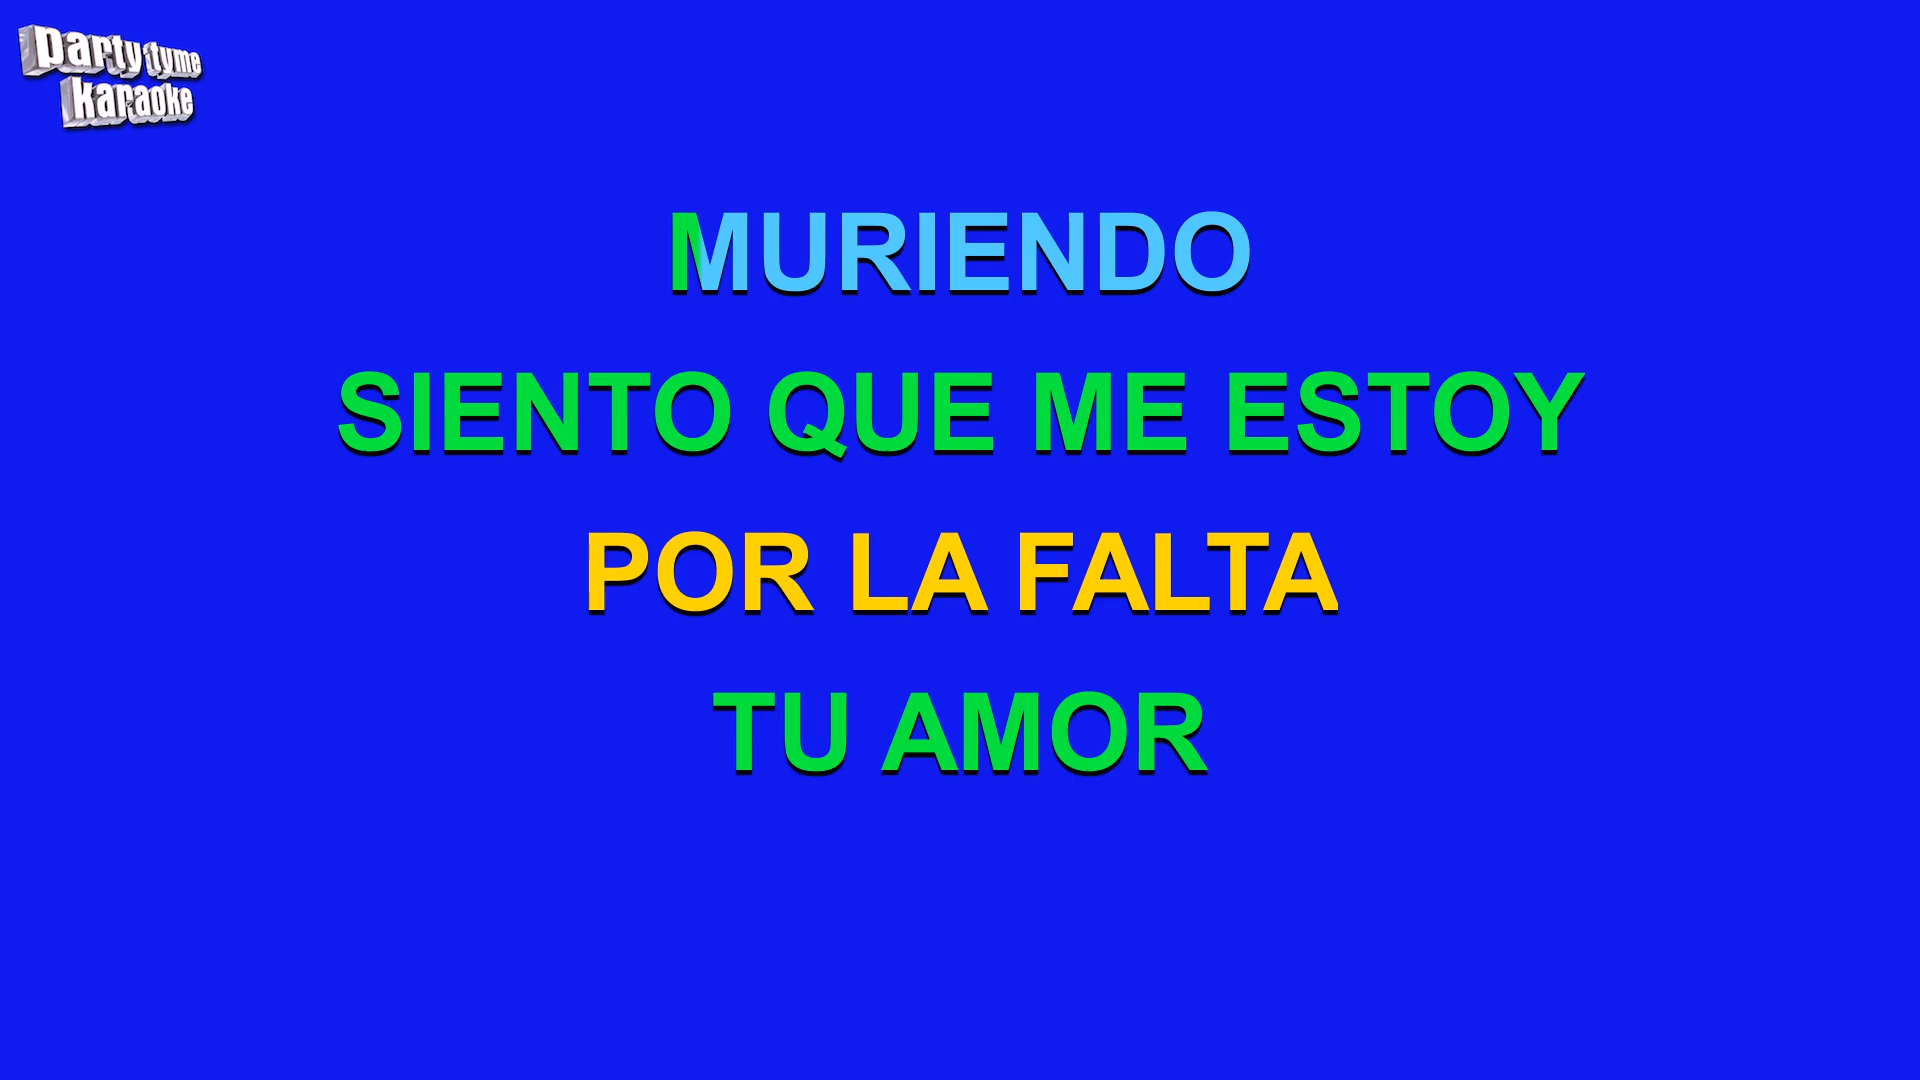 party tyme
karaoke
MURIENDO
SIENTO QUE ME ESTOY
POR LA FALTA
TU AMOR